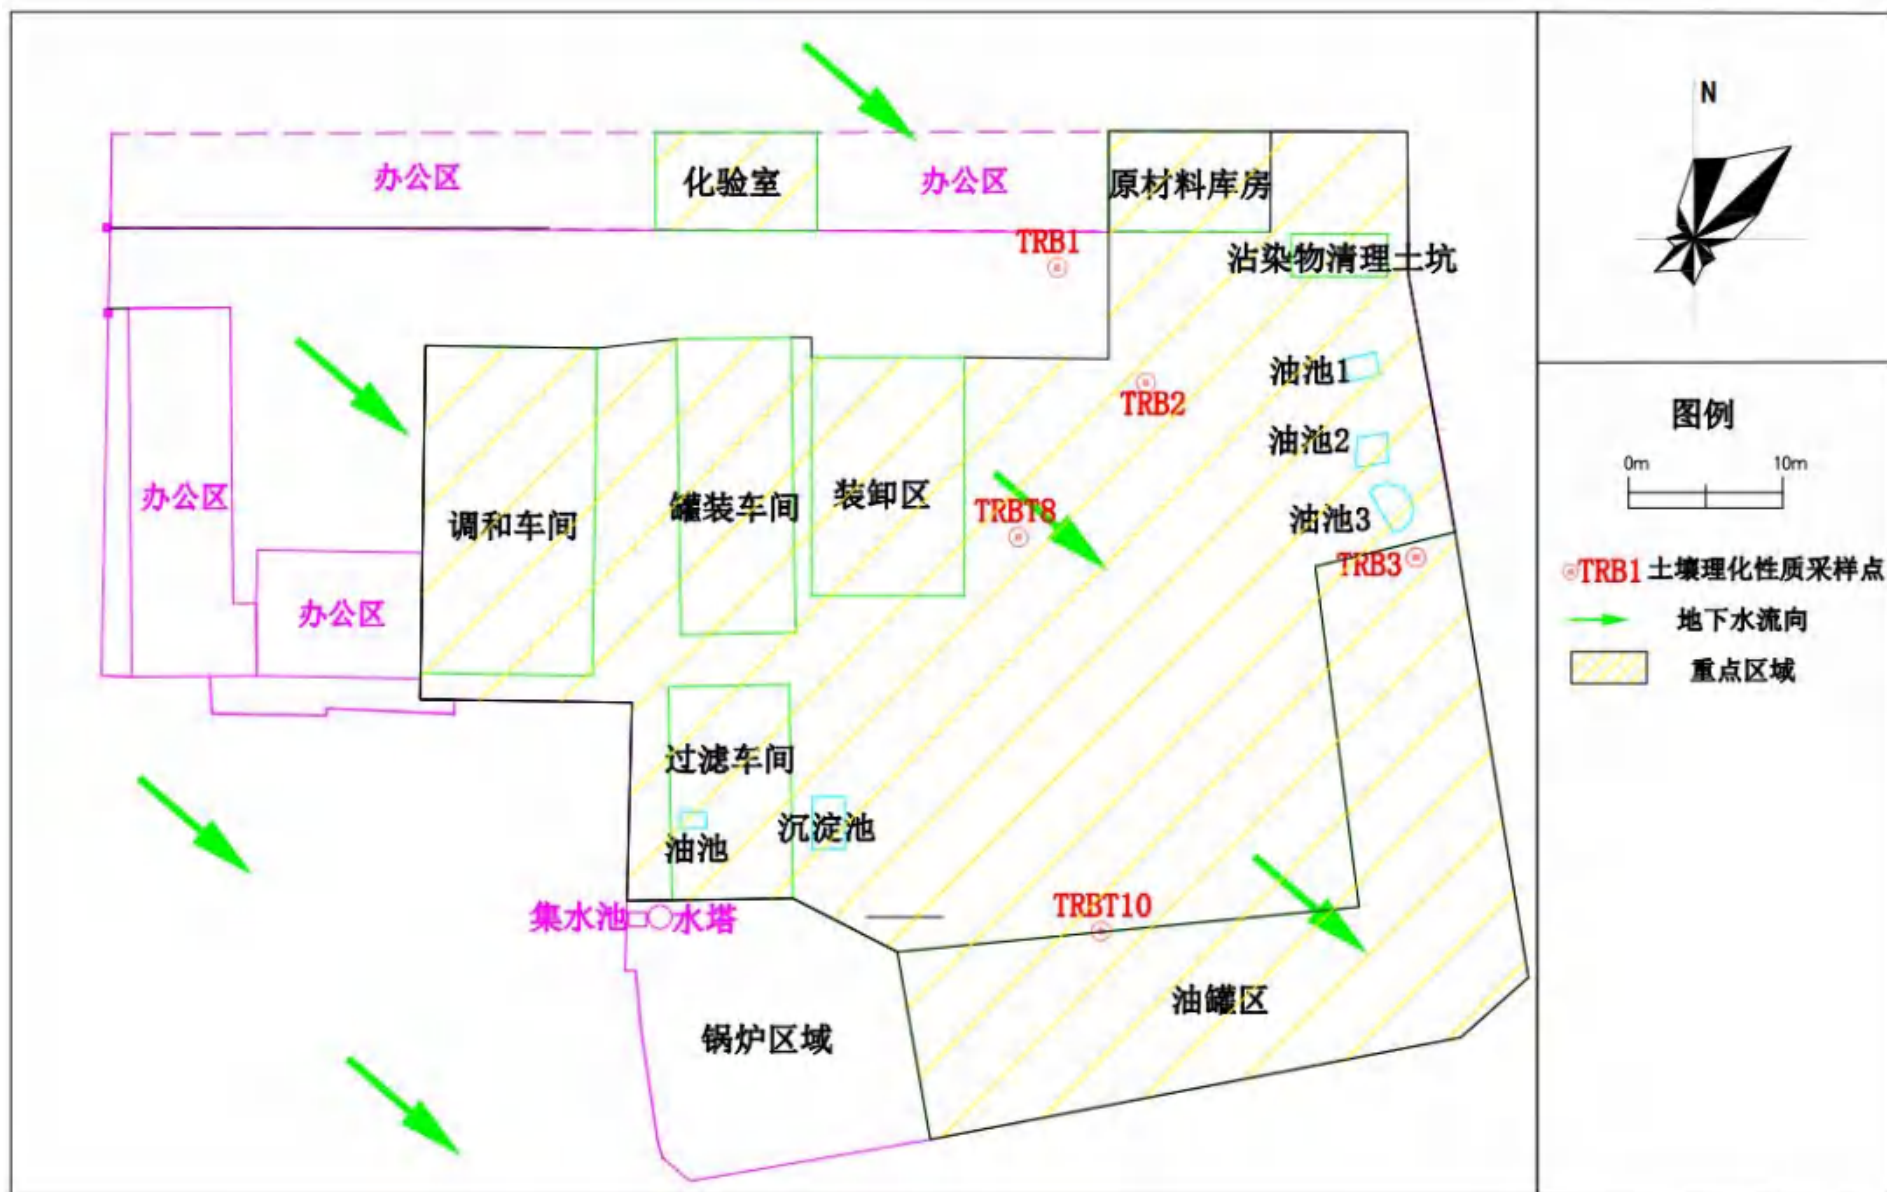 N
办公区
化验室
办公区
原材料库房
TRB1
沾染物清理土坑
油池1
TRB2
图例
油池2
0m 10m
办公区
调和车间
罐装车间
装卸区
TRBT8
油池3
TRB3
TRB1 土壤理化性质采样点
办公区
地下水流向
重点区域
过滤车间
油池
沉淀池
集水池
水塔
TRBT10
油罐区
锅炉区域